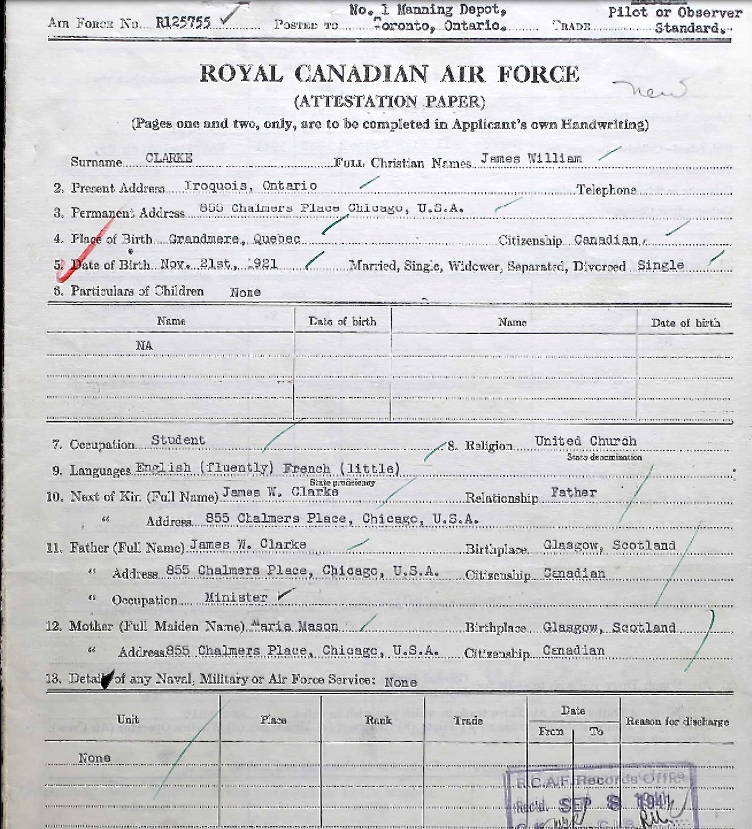 No. 1 Manning Depot, Pilot or Observer
AIR FORCE NO. R125755 POSTED TO Toronto, Ontario. TRADE Standard.
ROYAL CANADIAN AIR FORCE
new
(ATTESTATION PAPER)
(Pages one and two, only, are to be completed in Applicant's own Handwriting)
Surname CLARKE FULL Christian Names James William
2. Present Address Iroquois, Ontario Telephone
3. Permanent Address 855 Chalmers Place Chicago, U.S.A.
4. Place of Birth Grandmere, Quebec Citizenship Canadian
5. Date of Birth Nov. 21st., 1921 Married, Single, Widower, Separated, Divorced Single
6. Particulars of Children None
Name Date of birth Name Date of birth
NA
7. Occupation Student 8. Religion United Church
State denomination
9. Languages English (fluently) French (little)
State proficiency
10. Next of Kin (Full Name) James W. Clarke Relationship Father
" Address 855 Chalmers Place, Chicago, U.S.A.
11. Father (Full Name) James W. Clarke Birthplace Glasgow, Scotland
" Address 855 Chalmers Place, Chicago, U.S.A. Citizenship Canadian
" Occupation Minister
12. Mother (Full Maiden Name) Maria Mason Birthplace Glasgow, Scotland
" Address 855 Chalmers Place, Chicago, U.S.A. Citizenship Canadian
13. Detail of any Naval, Military or Air Force Service: None
Unit Place Rank Trade Date Reason for discharge
From To
None
R.C.A.F. Records Office
Rec'd. SEP 8 1941